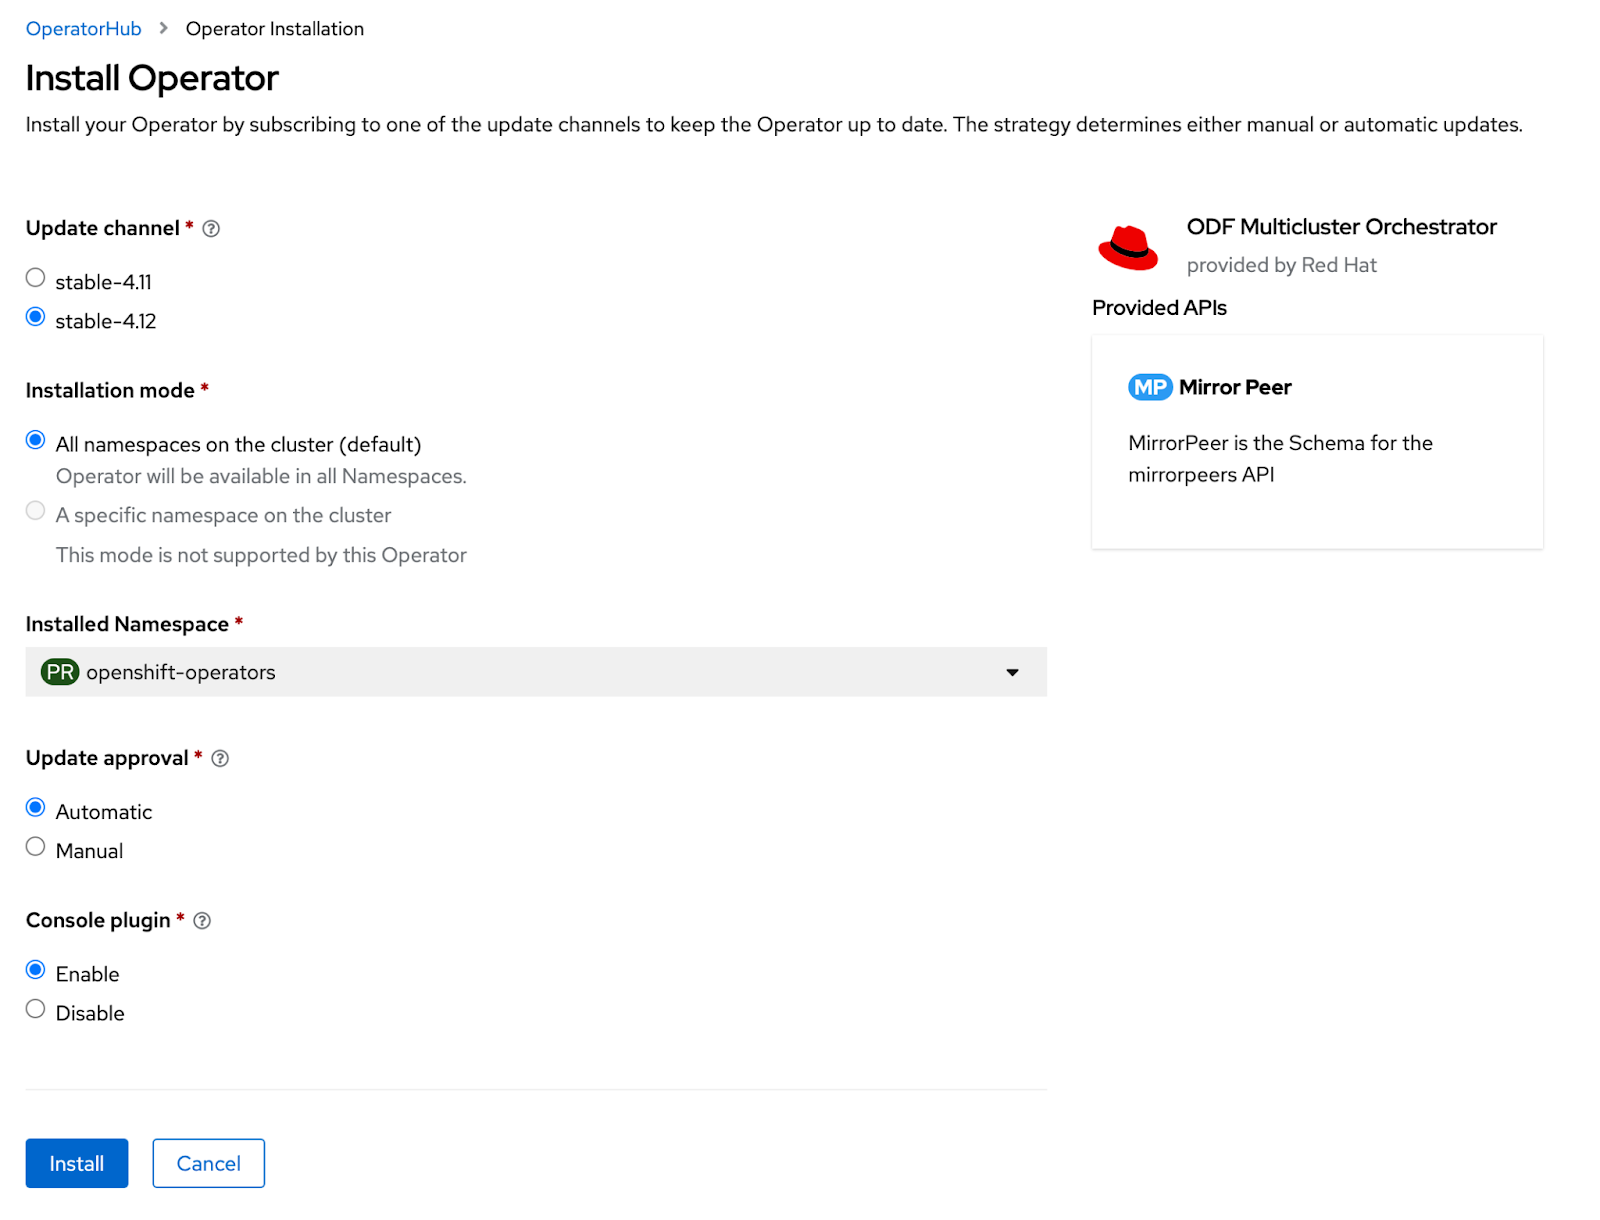 OperatorHub > Operator Installation
Install Operator
Install your Operator by subscribing to one of the update channels to keep the Operator up to date. The strategy determines either manual or automatic updates.
Update channel *
stable-4.11
stable-4.12
Installation mode *
All namespaces on the cluster (default)
Operator will be available in all Namespaces.
A specific namespace on the cluster
This mode is not supported by this Operator
Installed Namespace *
PR openshift-operators
Update approval *
Automatic
Manual
Console plugin *
Enable
Disable
Install
Cancel
ODF Multicluster Orchestrator
provided by Red Hat
Provided APIs
MP Mirror Peer
MirrorPeer is the Schema for the
mirrorpeers API